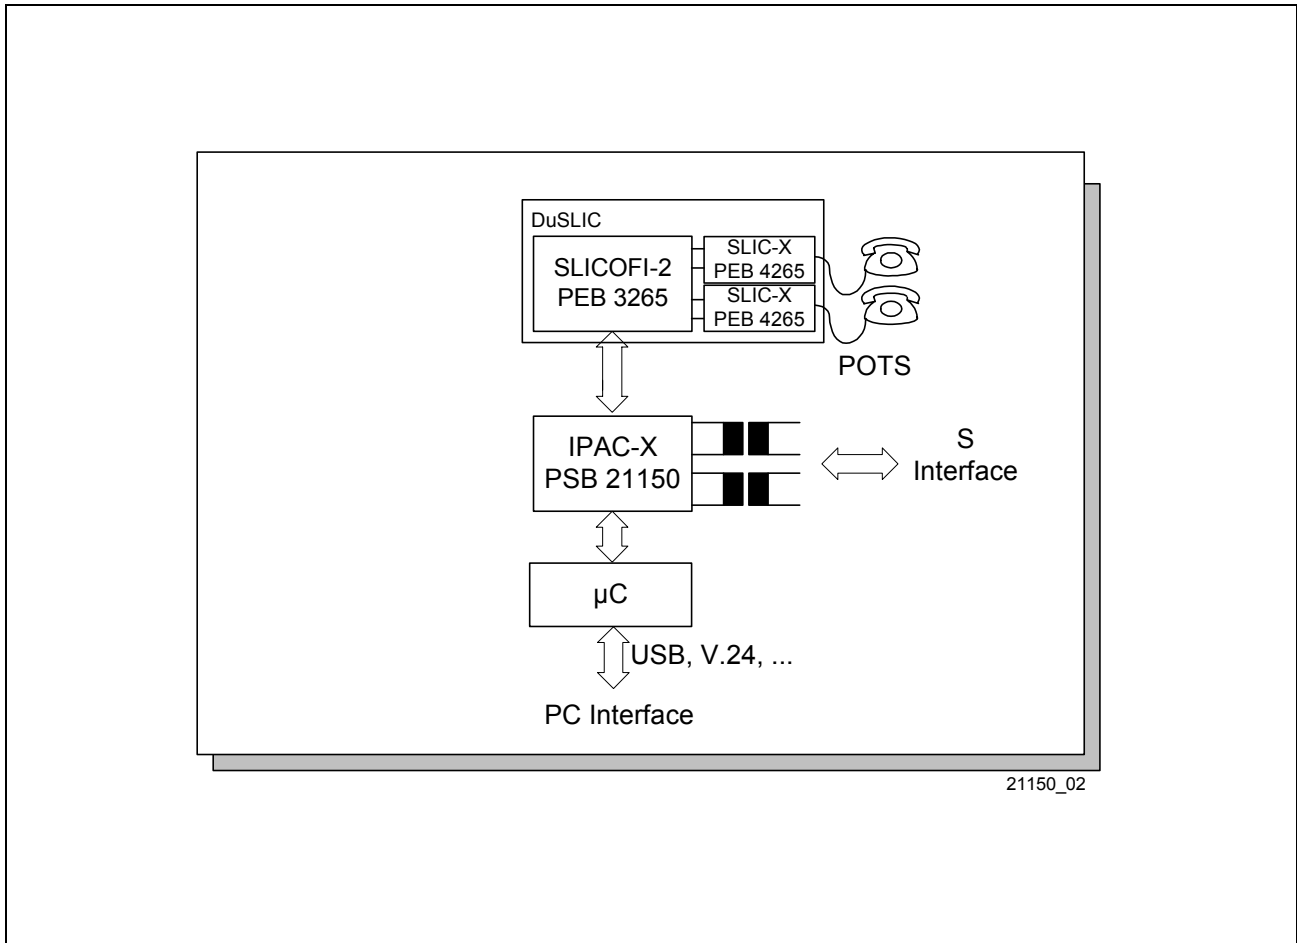 DuSLIC
SLICOFI-2
PEB 3265
SLIC-X
PEB 4265
SLIC-X
PEB 4265
POTS
IPAC-X
PSB 21150
S
Interface
µC
USB, V.24, ...
PC Interface
21150_02